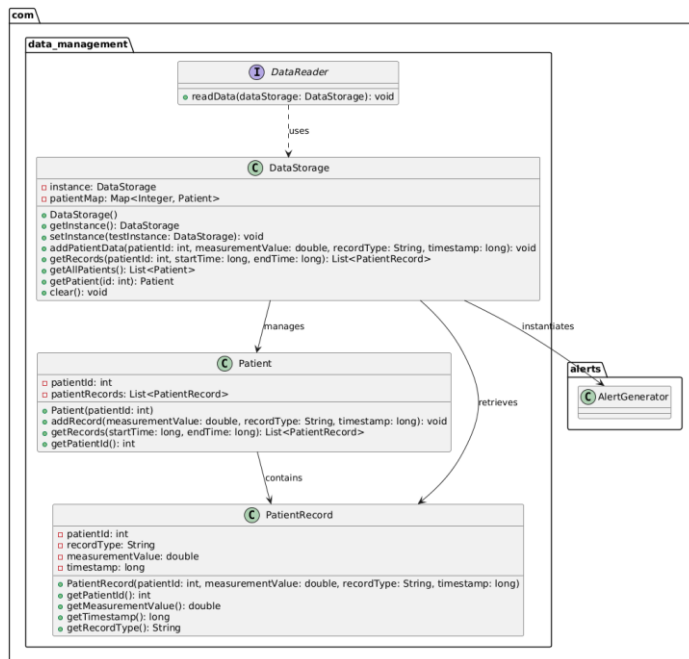 com
data_management
I DataReader
readData(dataStorage: DataStorage): void
uses
C DataStorage
instance: DataStorage
patientMap: Map<Integer, Patient>
DataStorage()
getInstance(): DataStorage
setInstance(testInstance: DataStorage): void
addPatientData(patientId: int, measurementValue: double, recordType: String, timestamp: long): void
getRecords(patientId: int, startTime: long, endTime: long): List<PatientRecord>
getAllPatients(): List<Patient>
getPatient(id: int): Patient
clear(): void
manages
instantiates
alerts
C AlertGenerator
C Patient
patientId: int
patientRecords: List<PatientRecord>
Patient(patientId: int)
addRecord(measurementValue: double, recordType: String, timestamp: long): void
getRecords(startTime: long, endTime: long): List<PatientRecord>
getPatientId(): int
retrieves
contains
C PatientRecord
patientId: int
recordType: String
measurementValue: double
timestamp: long
PatientRecord(patientId: int, measurementValue: double, recordType: String, timestamp: long)
getPatientId(): int
getMeasurementValue(): double
getTimestamp(): long
getRecordType(): String